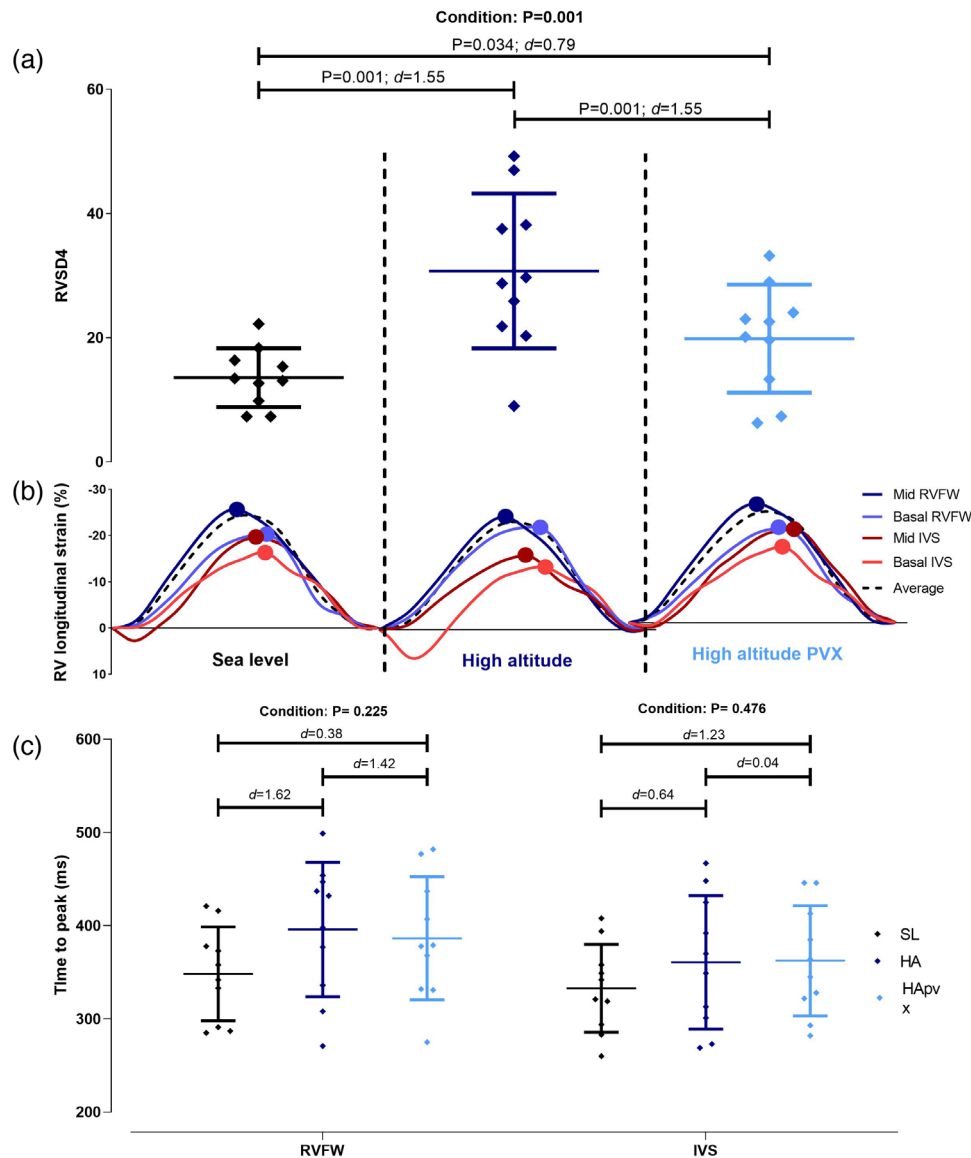 Condition: P=0.001
(a)
P=0.034; d=0.79
P=0.001; d=1.55
P=0.001; d=1.55
60
40
20
0
RVSD4
(b)
-30
-20
-10
0
10
RV longitudinal strain (%)
Mid RVFW
Basal RVFW
Mid IVS
Basal IVS
Average
Sea level
High altitude
High altitude PVX
(c)
Condition: P= 0.225
Condition: P= 0.476
d=0.38
d=1.42
d=1.62
d=1.23
d=0.04
d=0.64
600
500
400
300
200
Time to peak (ms)
SL
HA
HApv
x
RVFW
IVS